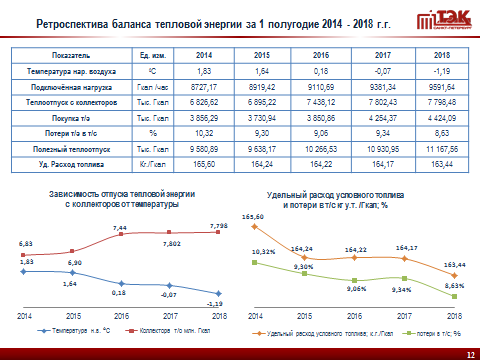 Ретроспектива баланса тепловой энергии за 1 полугодие 2014 - 2018 г.г.
ТЭК
САНКТ-ПЕТЕРБУРГ
Показатель Ед. изм. 2014 2015 2016 2017 2018
Температура нар. воздуха ºС 1,83 1,64 0,18 -0,07 -1,19
Подключённая нагрузка Гкал /час 8727,17 8919,42 9110,69 9381,34 9591,64
Теплоотпуск с коллекторов Тыс. Гкал 6 826,62 6 895,22 7 438,12 7 802,43 7 798,48
Покупка т/э Тыс. Гкал 3 856,29 3 730,94 3 850,86 4 254,37 4 424,09
Потери т/э в т/с % 10,32 9,30 9,06 9,34 8,63
Полезный теплоотпуск Тыс. Гкал 9 580,89 9 638,17 10 266,53 10 930,95 11 167,56
Уд. Расход топлива Кг./Гкал 165,60 164,24 164,22 164,17 163,44
Зависимость отпуска тепловой энергии
с коллекторов от температуры
6,83 6,90 7,44 7,802 7,798
1,83 1,64 0,18 -0,07 -1,19
2014 2015 2016 2017 2018
Температура н.в. ºС Коллектора т/э млн. Гкал
Удельный расход условного топлива
и потери в т/с кг у.т. /Гкал; %
165,60 164,24 164,22 164,17 163,44
10,32% 9,30% 9,06% 9,34% 8,63%
2014 2015 2016 2017 2018
Удельный расход условного топлива; к.г./Гкал потери в т/с; %
12